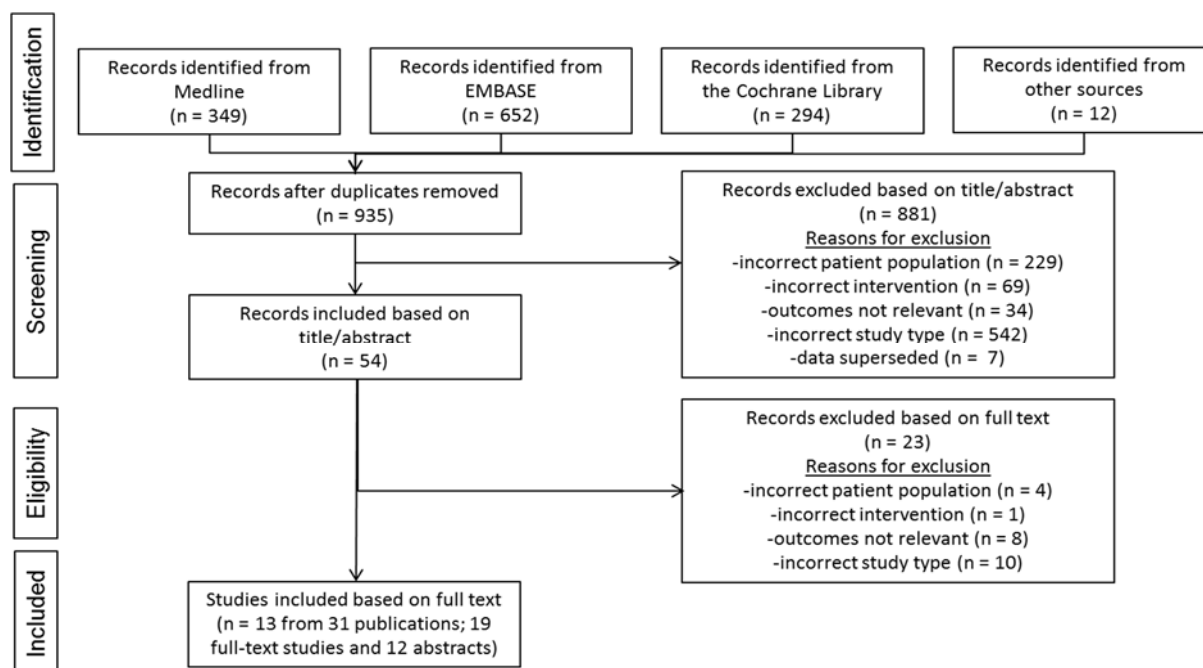 Identification
Records identified from
Medline
(n = 349)
Records identified from
EMBASE
(n = 652)
Records identified from
the Cochrane Library
(n = 294)
Records identified from
other sources
(n = 12)
Screening
Records after duplicates removed
(n = 935)
Records excluded based on title/abstract
(n = 881)
Reasons for exclusion
-incorrect patient population (n = 229)
-incorrect intervention (n = 69)
-outcomes not relevant (n = 34)
-incorrect study type (n = 542)
-data superseded (n = 7)
Records included based on
title/abstract
(n = 54)
Eligibility
Records excluded based on full text
(n = 23)
Reasons for exclusion
-incorrect patient population (n = 4)
-incorrect intervention (n = 1)
-outcomes not relevant (n = 8)
-incorrect study type (n = 10)
Included
Studies included based on full text
(n = 13 from 31 publications; 19
full-text studies and 12 abstracts)